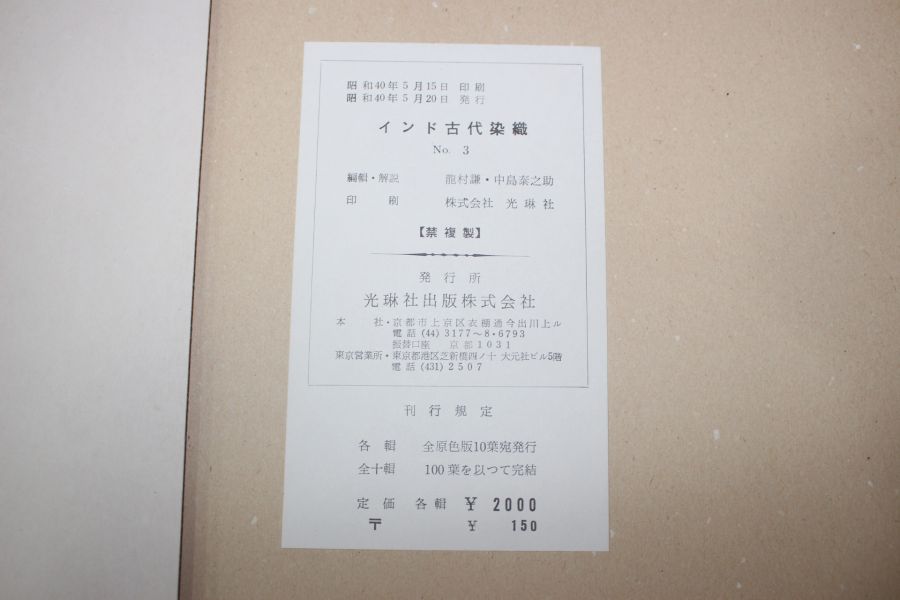 昭和40年5月15日 印刷
昭和40年5月20日 発行
インド古代染織
No. 3
編輯・解説 龍村謙・中島泰之助
印刷 株式会社 光琳社
【禁複製】
発行所
光琳社出版株式会社
本社・京都市上京区衣棚通今出川上ル
電話 (44) 3177〜8・6793
振替口座 京都1031
東京営業所・東京都港区芝新橋四ノ十 大元社ビル5階
電話 (431) 2507
刊行規定
各輯 全原色版10葉宛発行
全十輯 100葉を以つて完結
定価 各輯 ¥ 2000
〒 ¥ 150